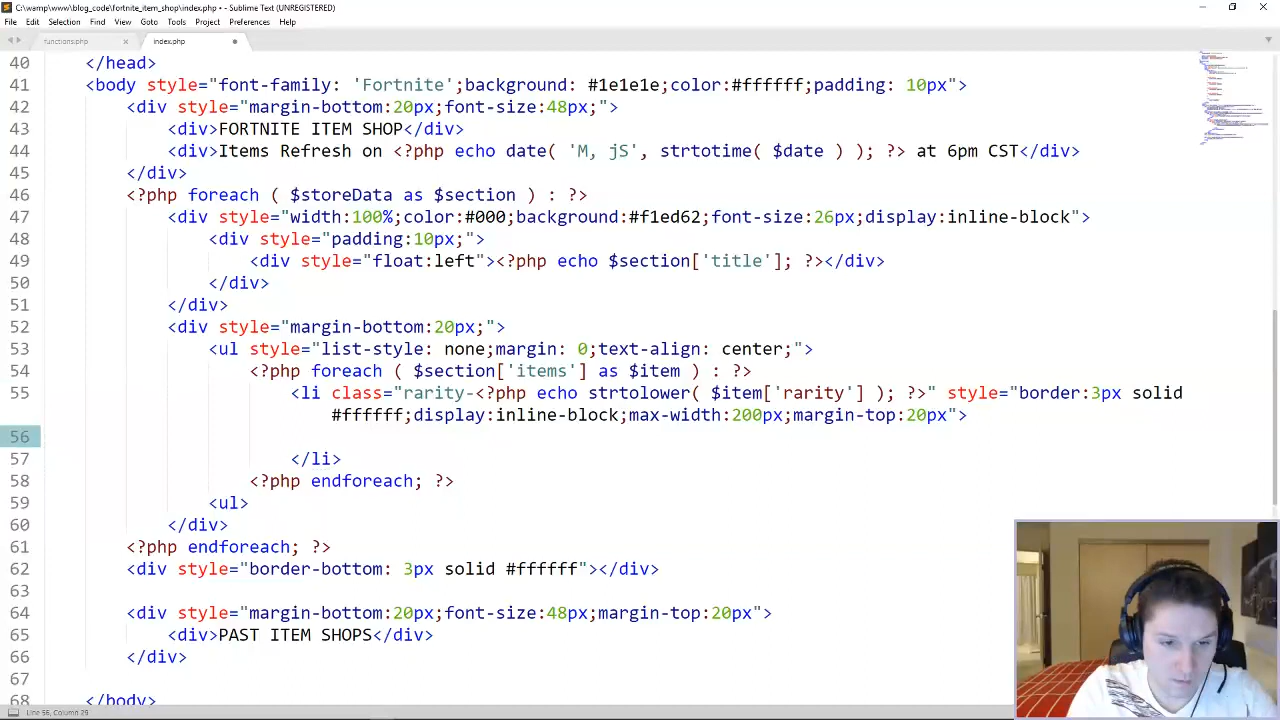 C:\wamp\www\blog_code\fortnite_item_shop\index.php • - Sublime Text (UNREGISTERED)
File Edit Selection Find View Goto Tools Project Preferences Help
functions.php index.php
40 </head>
41 <body style="font-family: 'Fortnite';background: #1e1e1e;color:#ffffff;padding: 10px">
42 <div style="margin-bottom:20px;font-size:48px;">
43 <div>FORTNITE ITEM SHOP</div>
44 <div>Items Refresh on <?php echo date( 'M, jS', strtotime( $date ) ); ?> at 6pm CST</div>
45 </div>
46 <?php foreach ( $storeData as $section ) : ?>
47 <div style="width:100%;color:#000;background:#f1ed62;font-size:26px;display:inline-block">
48 <div style="padding:10px;">
49 <div style="float:left"><?php echo $section['title']; ?></div>
50 </div>
51 </div>
52 <div style="margin-bottom:20px;">
53 <ul style="list-style: none;margin: 0;text-align: center;">
54 <?php foreach ( $section['items'] as $item ) : ?>
55 <li class="rarity-<?php echo strtolower( $item['rarity'] ); ?>" style="border:3px solid
#ffffff;display:inline-block;max-width:200px;margin-top:20px">
56
57 </li>
58 <?php endforeach; ?>
59 <ul>
60 </div>
61 <?php endforeach; ?>
62 <div style="border-bottom: 3px solid #ffffff"></div>
63
64 <div style="margin-bottom:20px;font-size:48px;margin-top:20px">
65 <div>PAST ITEM SHOPS</div>
66 </div>
67
68 </body>
Line 56, Column 29